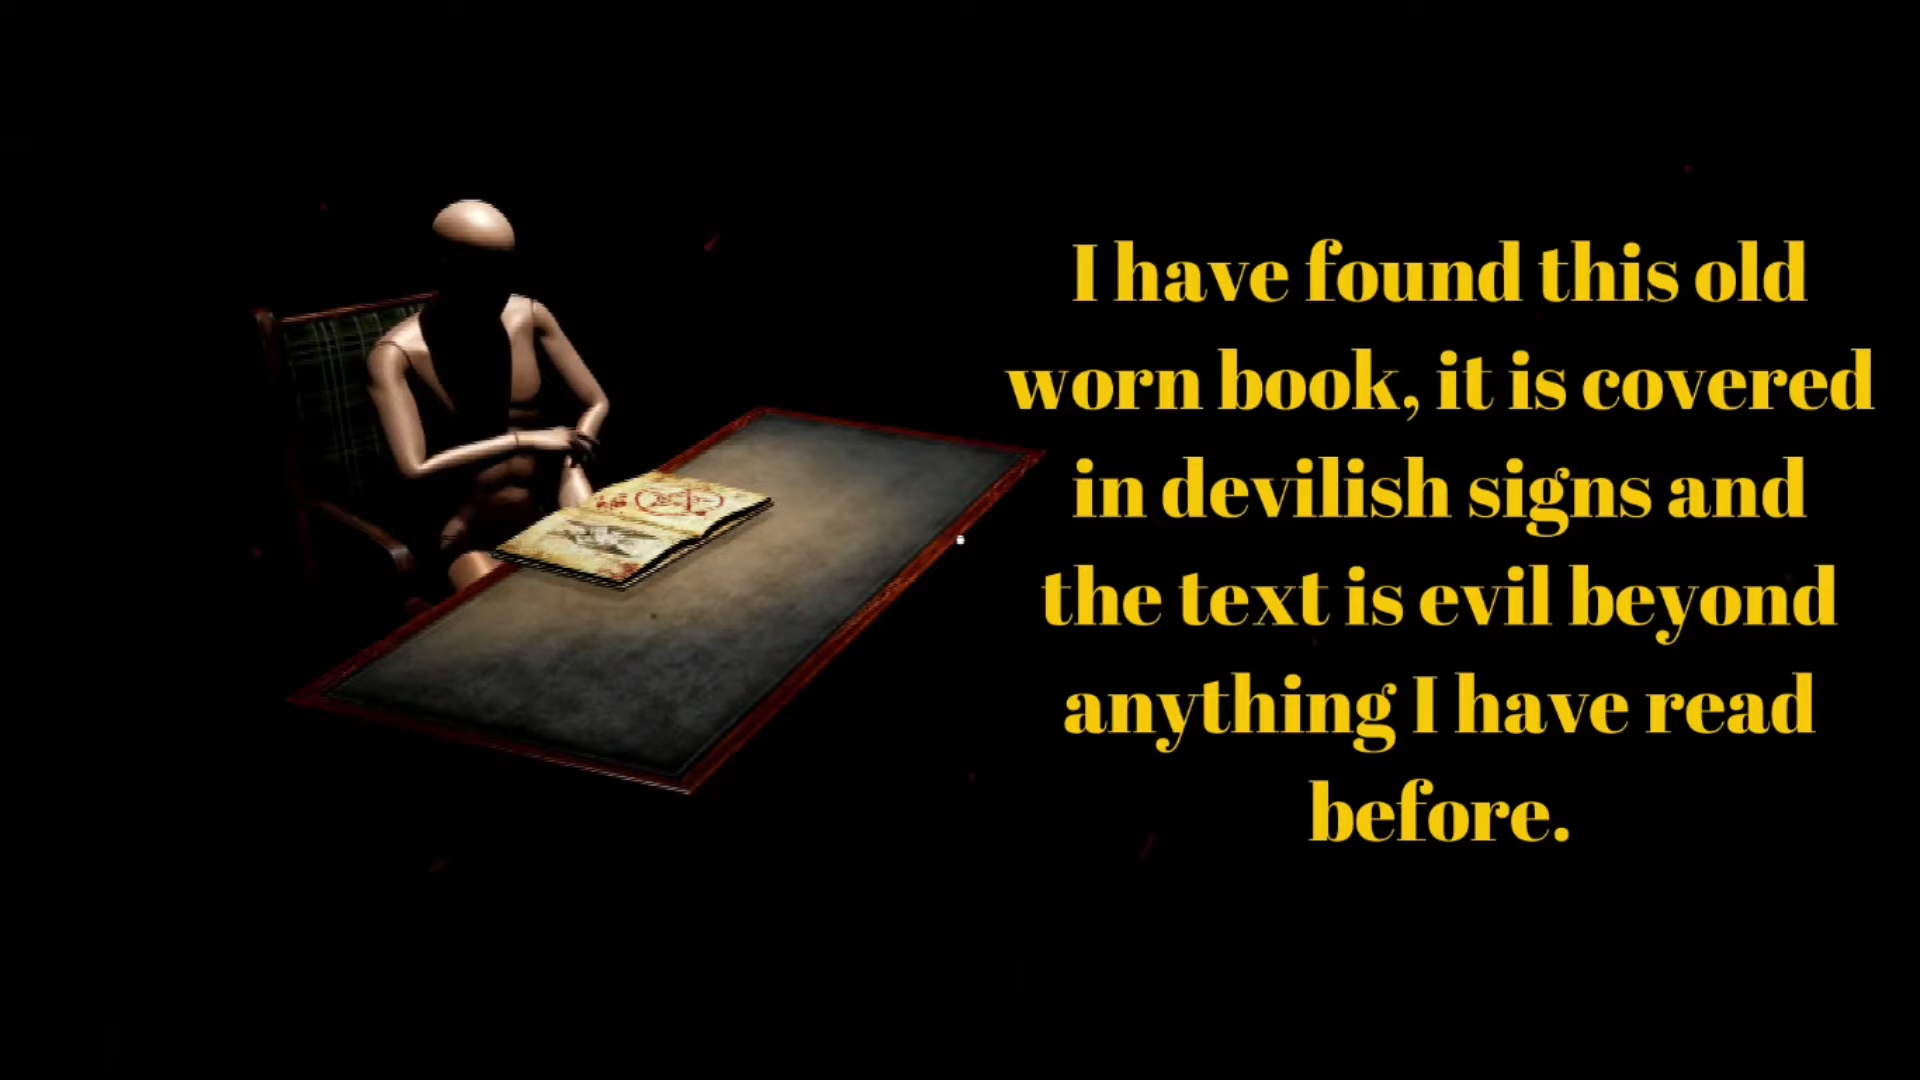 I have found this old
worn book, it is covered
in devilish signs and
the text is evil beyond
anything I have read
before.